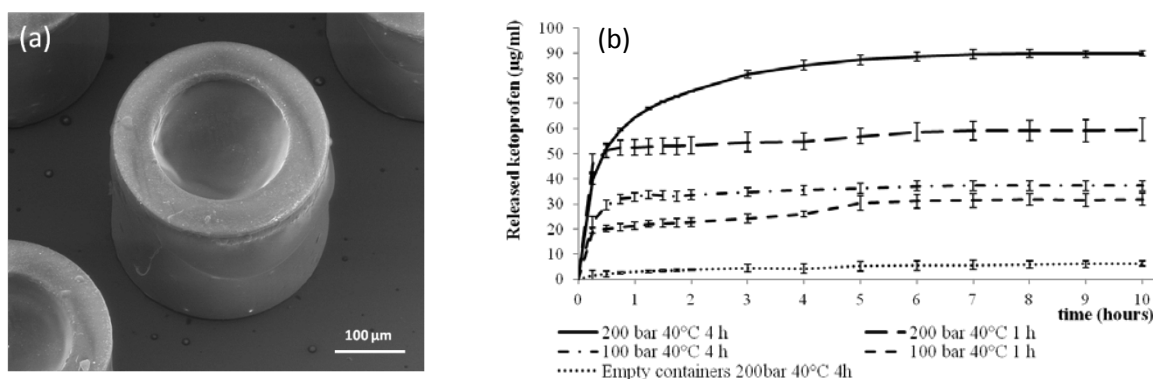 (a)
100 µm
(b)
Released ketoprofen (µg/ml)
100
90
80
70
60
50
40
30
20
10
0
0 1 2 3 4 5 6 7 8 9 10
time (hours)
200 bar 40°C 4 h 200 bar 40°C 1 h
100 bar 40°C 4 h 100 bar 40°C 1 h
Empty containers 200bar 40°C 4h